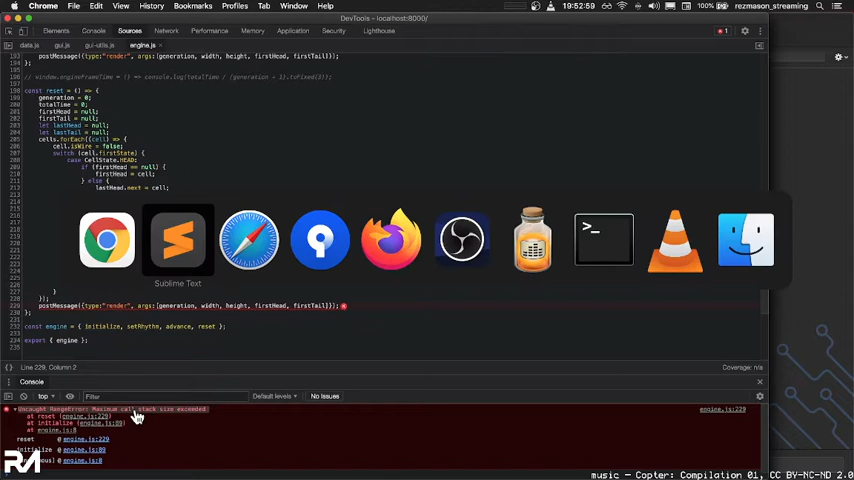 Chrome File Edit View History Bookmarks Profiles Tab Window Help 100% 19:52:59 rezmason_streaming
DevTools - localhost:8080/
Elements Console Sources Network Performance Memory Application Security Lighthouse 1
data.js gui.js gui-utils.js engine.js
193 postMessage({type:"render", args:[generation, width, height, firstHead, firstTail]});
};
// window.engineFrameTime = () => console.log(totalTime / (generation - 1).toFixed(3));
const reset = () => {
generation = 0;
totalTime = 0;
firstHead = null;
firstTail = null;
let lastHead = null;
let lastTail = null;
cells.forEach((cell) => {
cell.isWire = false;
switch (cell.firstState) {
case CellState.HEAD:
if (firstHead == null) {
firstHead = cell;
} else {
lastHead.next = cell;
Sublime Text
}
});
postMessage({type:"render", args:[generation, width, height, firstHead, firstTail]});
};
const engine = { initialize, setRhythm, advance, reset };
export { engine };
Line 229, Column 2
Coverage: n/a
Console
top Filter Default levels No Issues
Uncaught RangeError: Maximum call stack size exceeded engine.js:229
at reset (engine.js:229)
at initialize (engine.js:89)
at engine.js:8
reset @ engine.js:229
initialize @ engine.js:89
@ engine.js:8
music - Copter: Compilation 01, CC BY-NC-ND 2.0